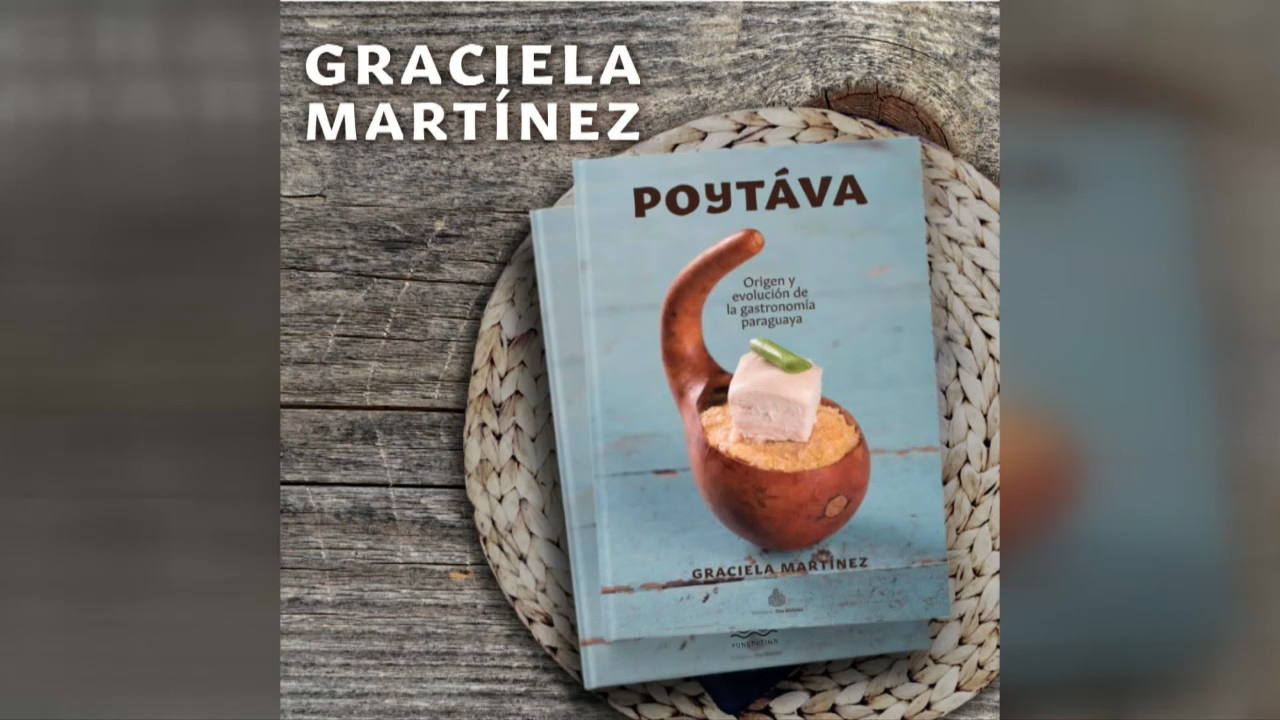 GRACIELA
MARTÍNEZ
POYTÁVA
Origen y
evolución de
la gastronomía
paraguaya
GRACIELA MARTÍNEZ